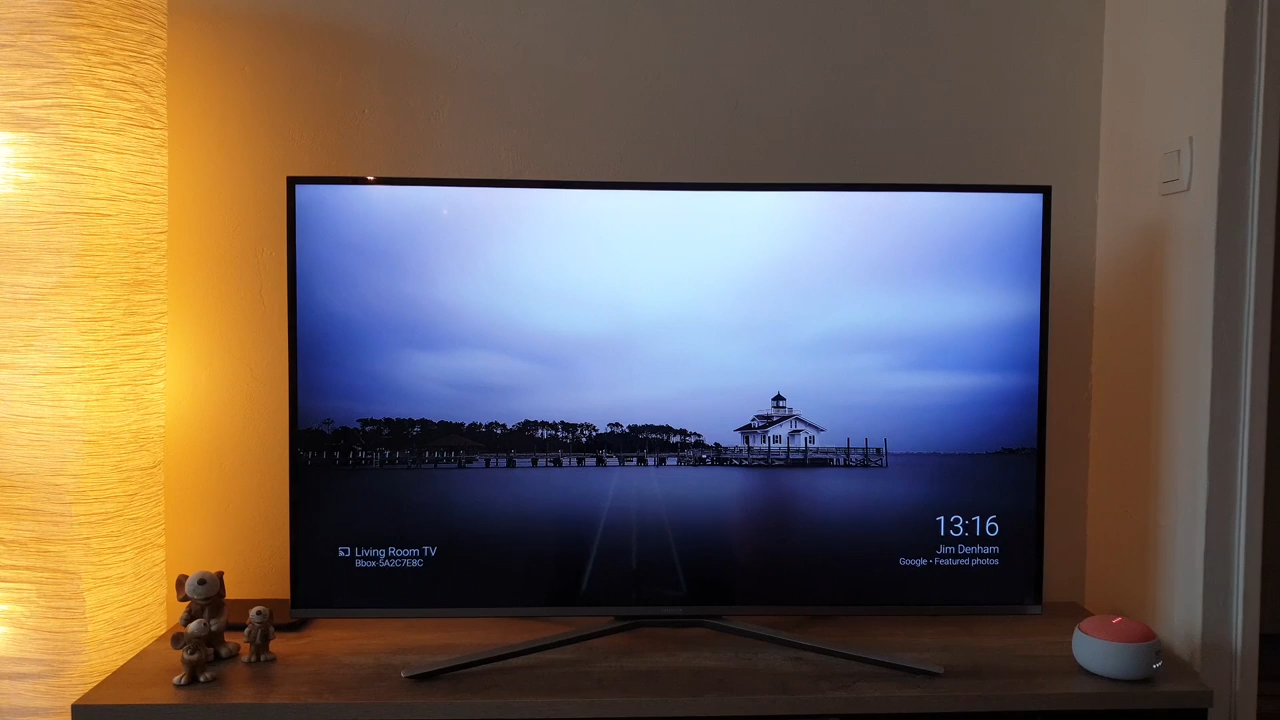 Living Room TV
Bbox-5A2C7E8C
13:16
Jim Denham
Google • Featured photos